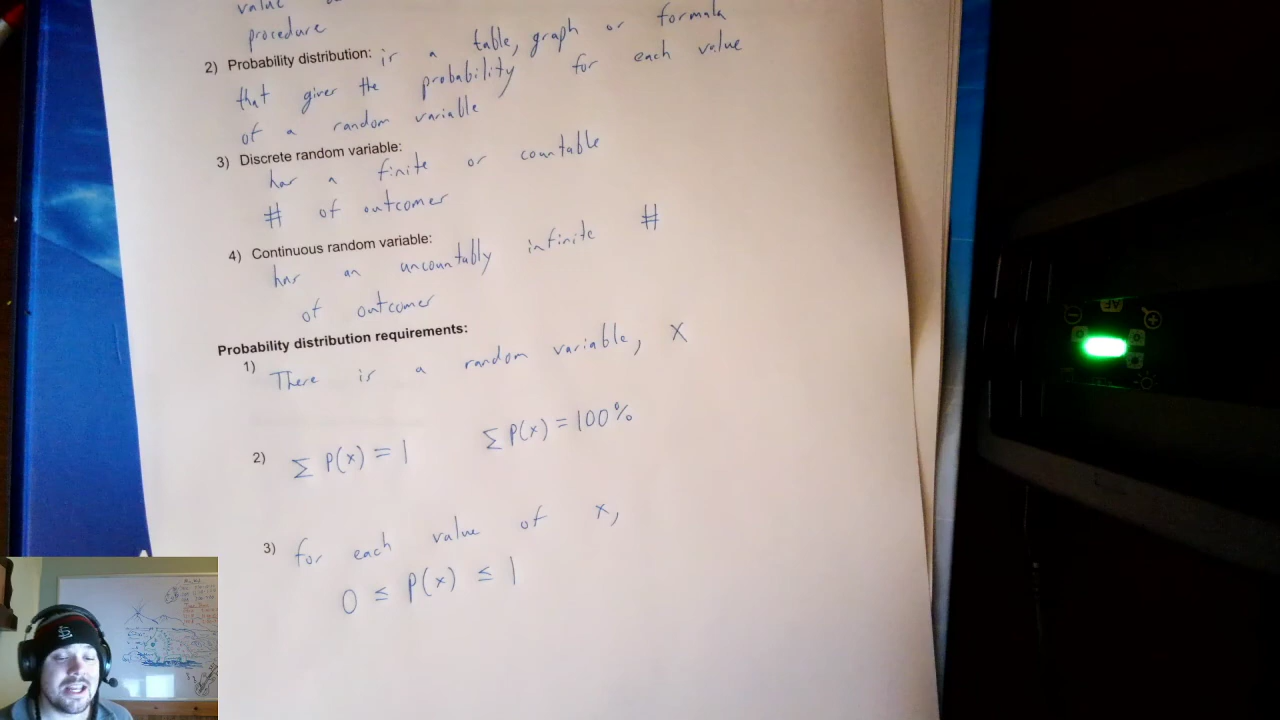 value
procedure
2) Probability distribution: is a table, graph or formula
that gives the probability for each value
of a random variable
3) Discrete random variable:
has a finite or countable
# of outcomes
4) Continuous random variable:
has an uncountably infinite #
of outcomes
Probability distribution requirements:
1) There is a random variable, x
2) Σ P(x) = 1 Σ P(x) = 100%
3) for each value of x,
0 ≤ P(x) ≤ 1